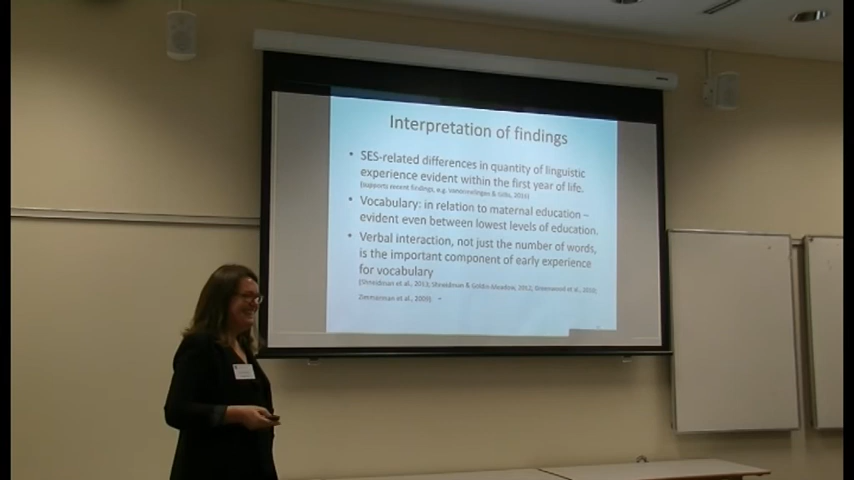 Interpretation of findings
• SES-related differences in quantity of linguistic
experience evident within the first year of life.
(supports recent findings, e.g. & Gillis, 2015)
• Vocabulary: in relation to maternal education –
evident even between lowest levels of education.
• Verbal interaction, not just the number of words,
is the important component of early experience
for vocabulary
(Shneidman et al., 2013; Shneidman & Goldin-Meadow, 2012; Greenwood et al., 2010;
Zimmerman et al., 2009).